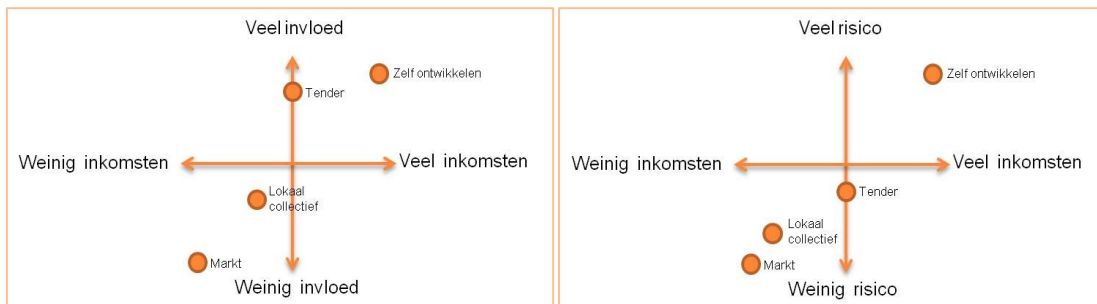 Veel invloed
Zelf ontwikkelen
Tender
Weinig inkomsten
Veel inkomsten
Lokaal
collectief
Markt
Weinig invloed
Veel risico
Zelf ontwikkelen
Weinig inkomsten
Veel inkomsten
Tender
Lokaal
collectief
Markt
Weinig risico